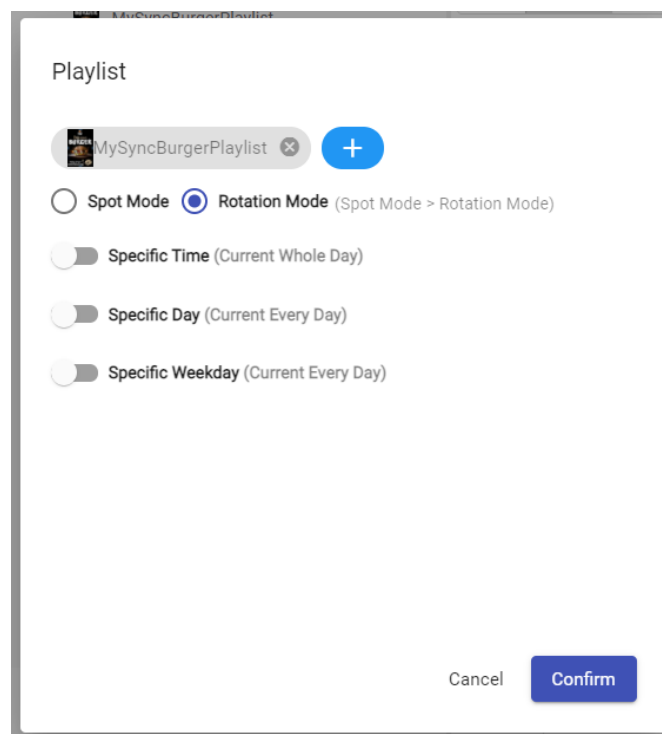 MySyncBurgerPlaylist
Playlist
MySyncBurgerPlaylist
Spot Mode Rotation Mode (Spot Mode > Rotation Mode)
Specific Time (Current Whole Day)
Specific Day (Current Every Day)
Specific Weekday (Current Every Day)
Cancel Confirm